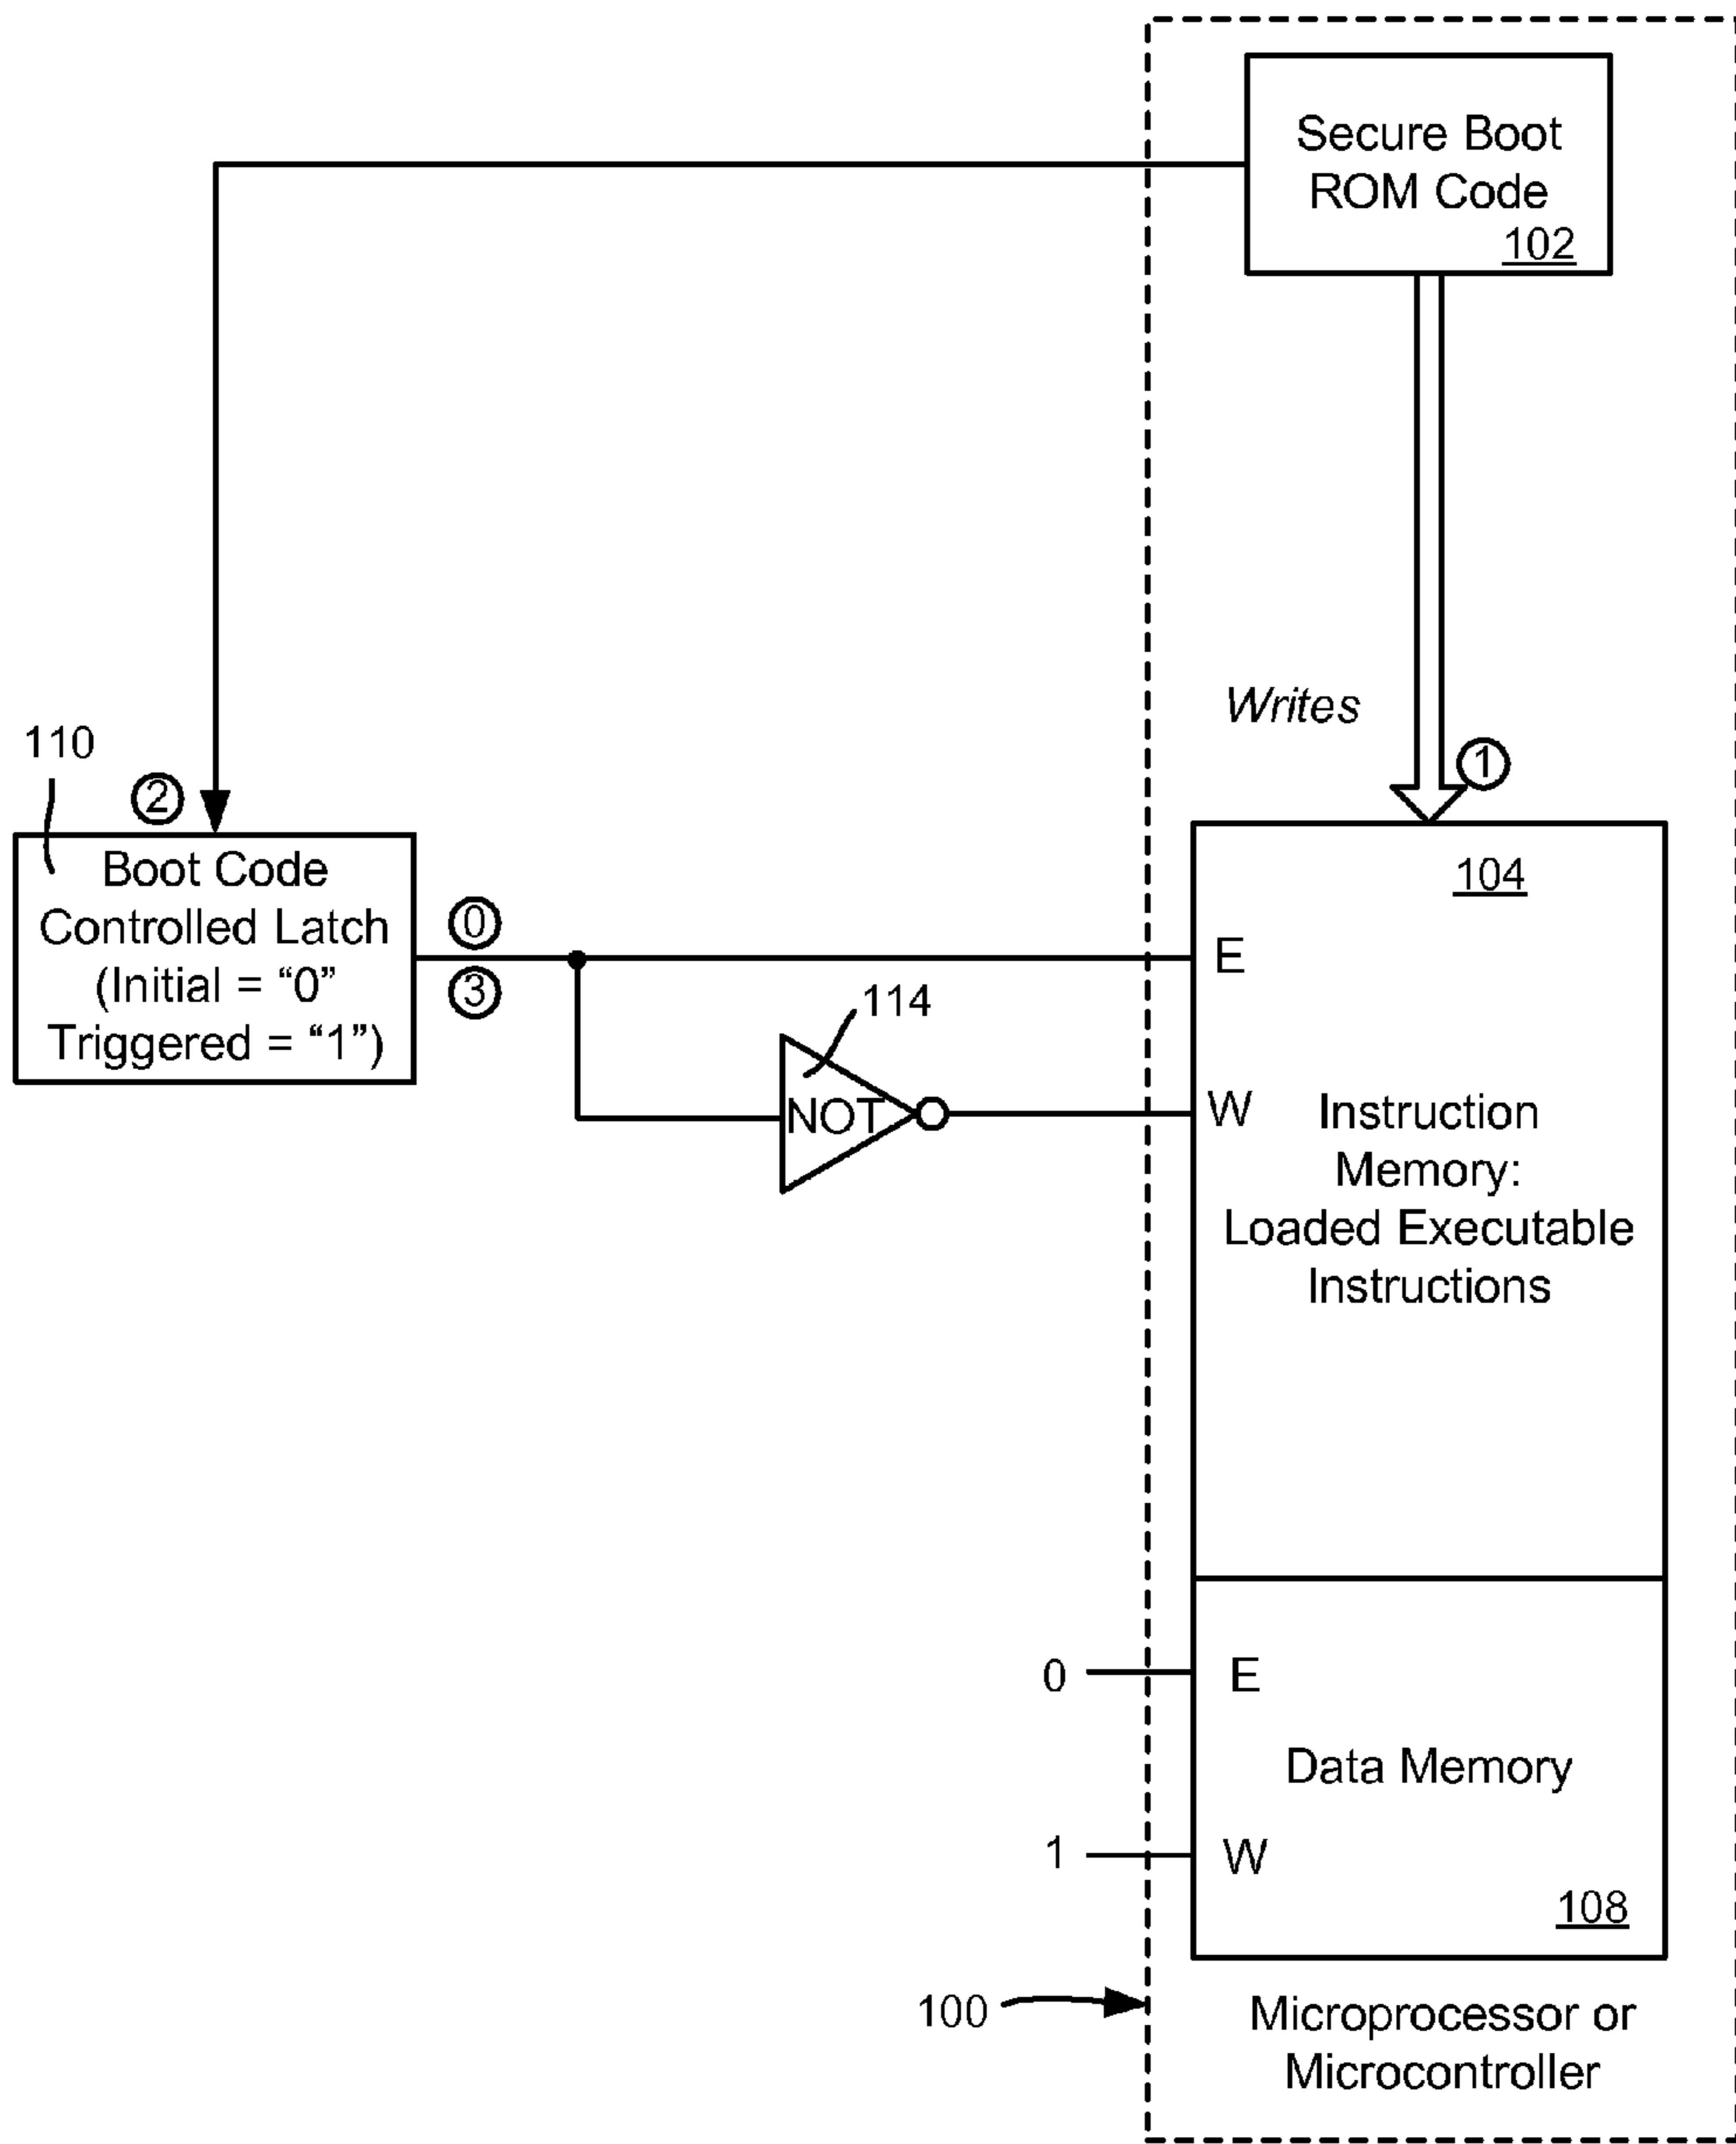 Secure Boot
ROM Code
102
Writes
1
110
2
Boot Code
Controlled Latch
(Initial = “0”
Triggered = “1”)
0
3
104
E
114
NOT
W
Instruction
Memory:
Loaded Executable
Instructions
0
E
Data Memory
1
W
108
100
Microprocessor or
Microcontroller